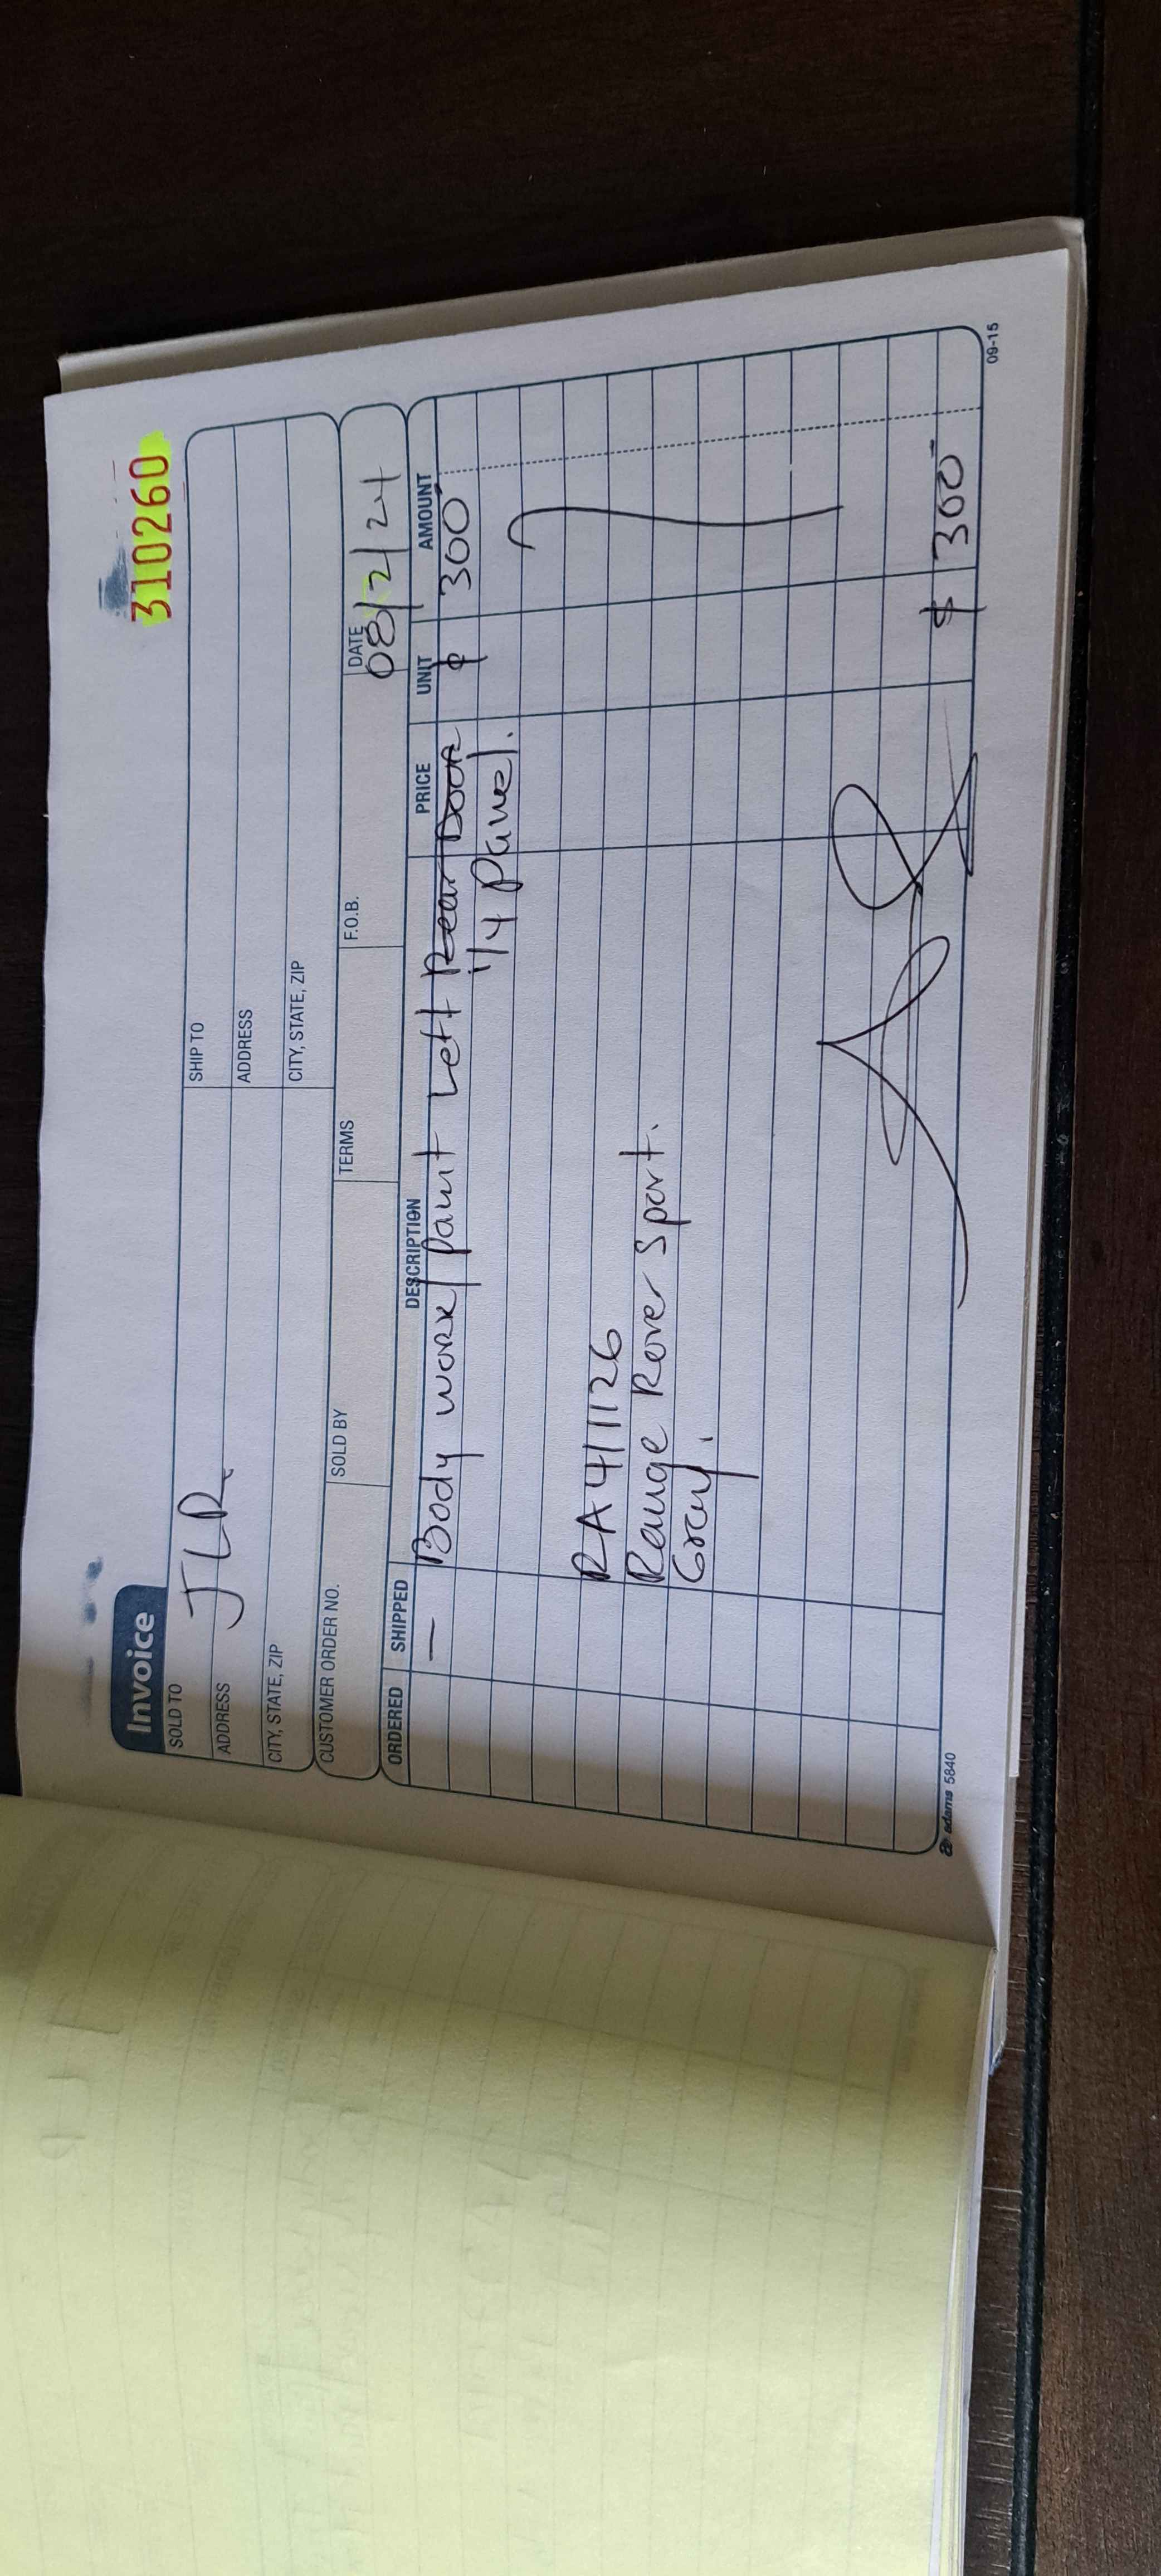 310260
Invoice
SOLD TO
JLR
SHIP TO
ADDRESS
ADDRESS
CITY, STATE, ZIP
CITY, STATE, ZIP
CUSTOMER ORDER NO.
SOLD BY
TERMS
F.O.B.
DATE
08/2/24
ORDERED SHIPPED DESCRIPTION PRICE UNIT AMOUNT
— Body work/paint Left Rear Door $ 300
1/4 Panel.
RA411126
Range Rover Sport.
Grey.
$ 300
adams 5840
09-15